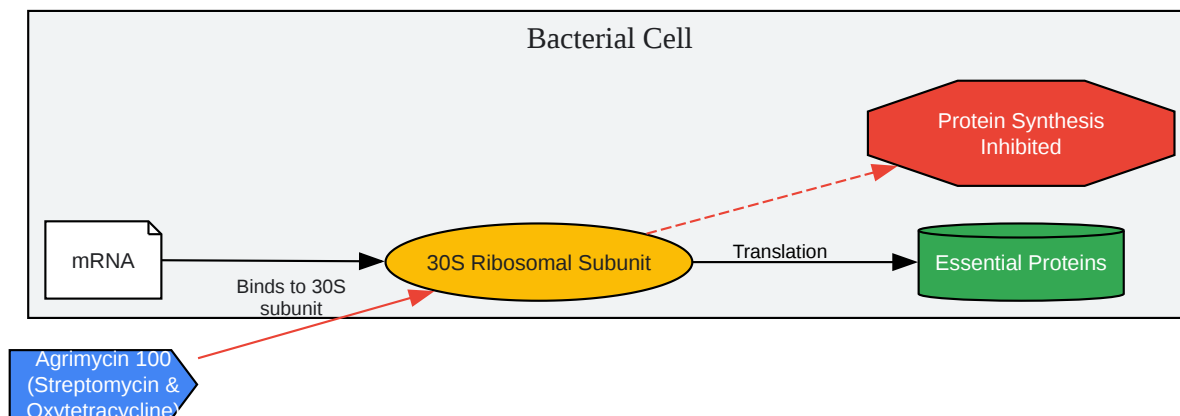 Bacterial Cell
Protein Synthesis
Inhibited
mRNA
30S Ribosomal Subunit
Translation
Essential Proteins
Binds to 30S
subunit
Agrimycin 100
(Streptomycin &
Oxytetracycline)